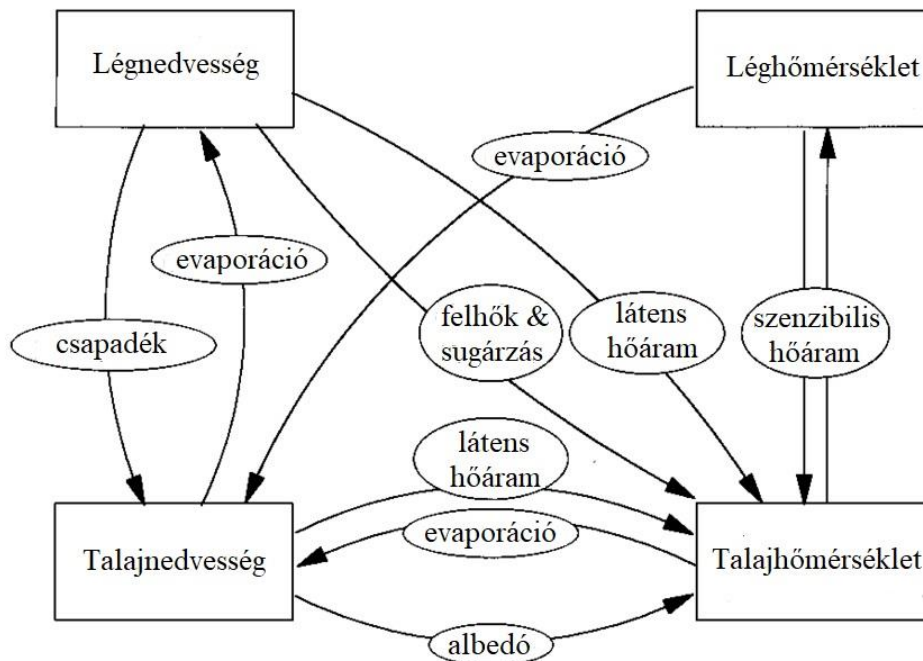 Légnedvesség
Léghőmérséklet
evaporáció
evaporáció
csapadék
felhők &
sugárzás
látens
hőáram
szenzibilis
hőáram
látens
hőáram
evaporáció
Talajnedvesség
Talajhőmérséklet
albedó